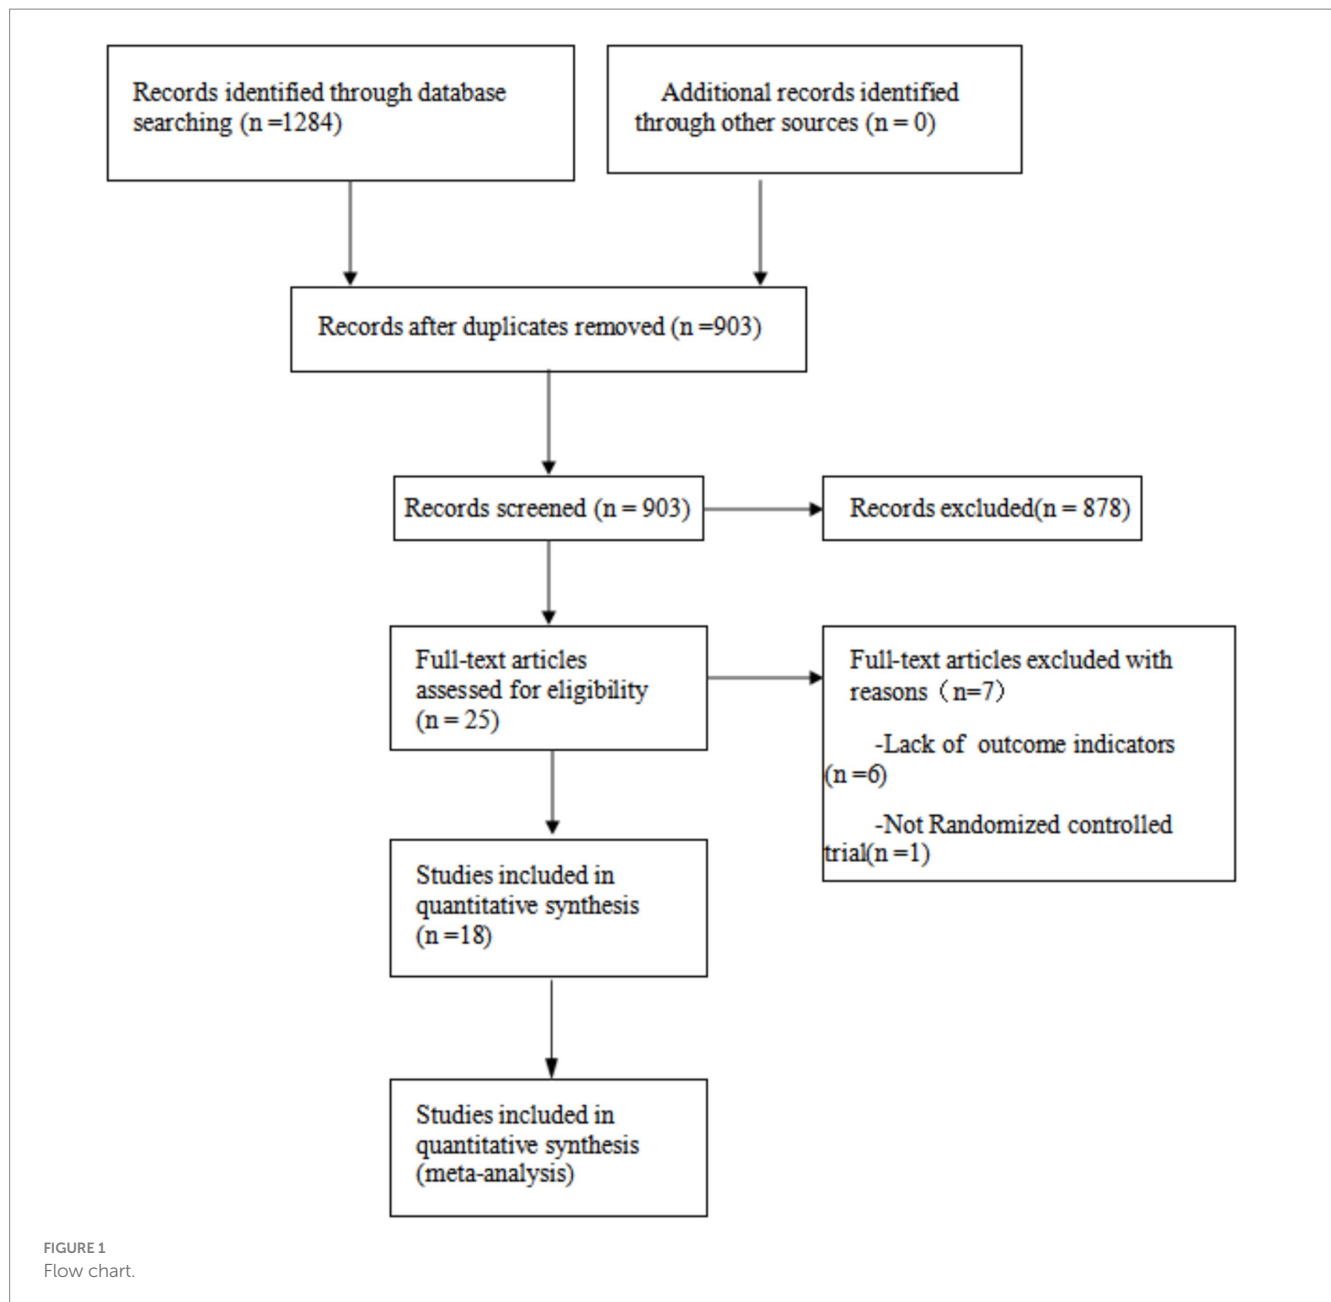 Records identified through database
searching (n =1284)
Additional records identified
through other sources (n = 0)
Records after duplicates removed (n =903)
Records screened (n = 903)
Records excluded(n = 878)
Full-text articles
assessed for eligibility
(n = 25)
Full-text articles excluded with
reasons（n=7）
-Lack of  outcome indicators
(n =6)
-Not Randomized controlled
trial(n =1)
Studies included in
quantitative synthesis
(n =18)
Studies included in
quantitative synthesis
(meta-analysis)
FIGURE 1
Flow chart.